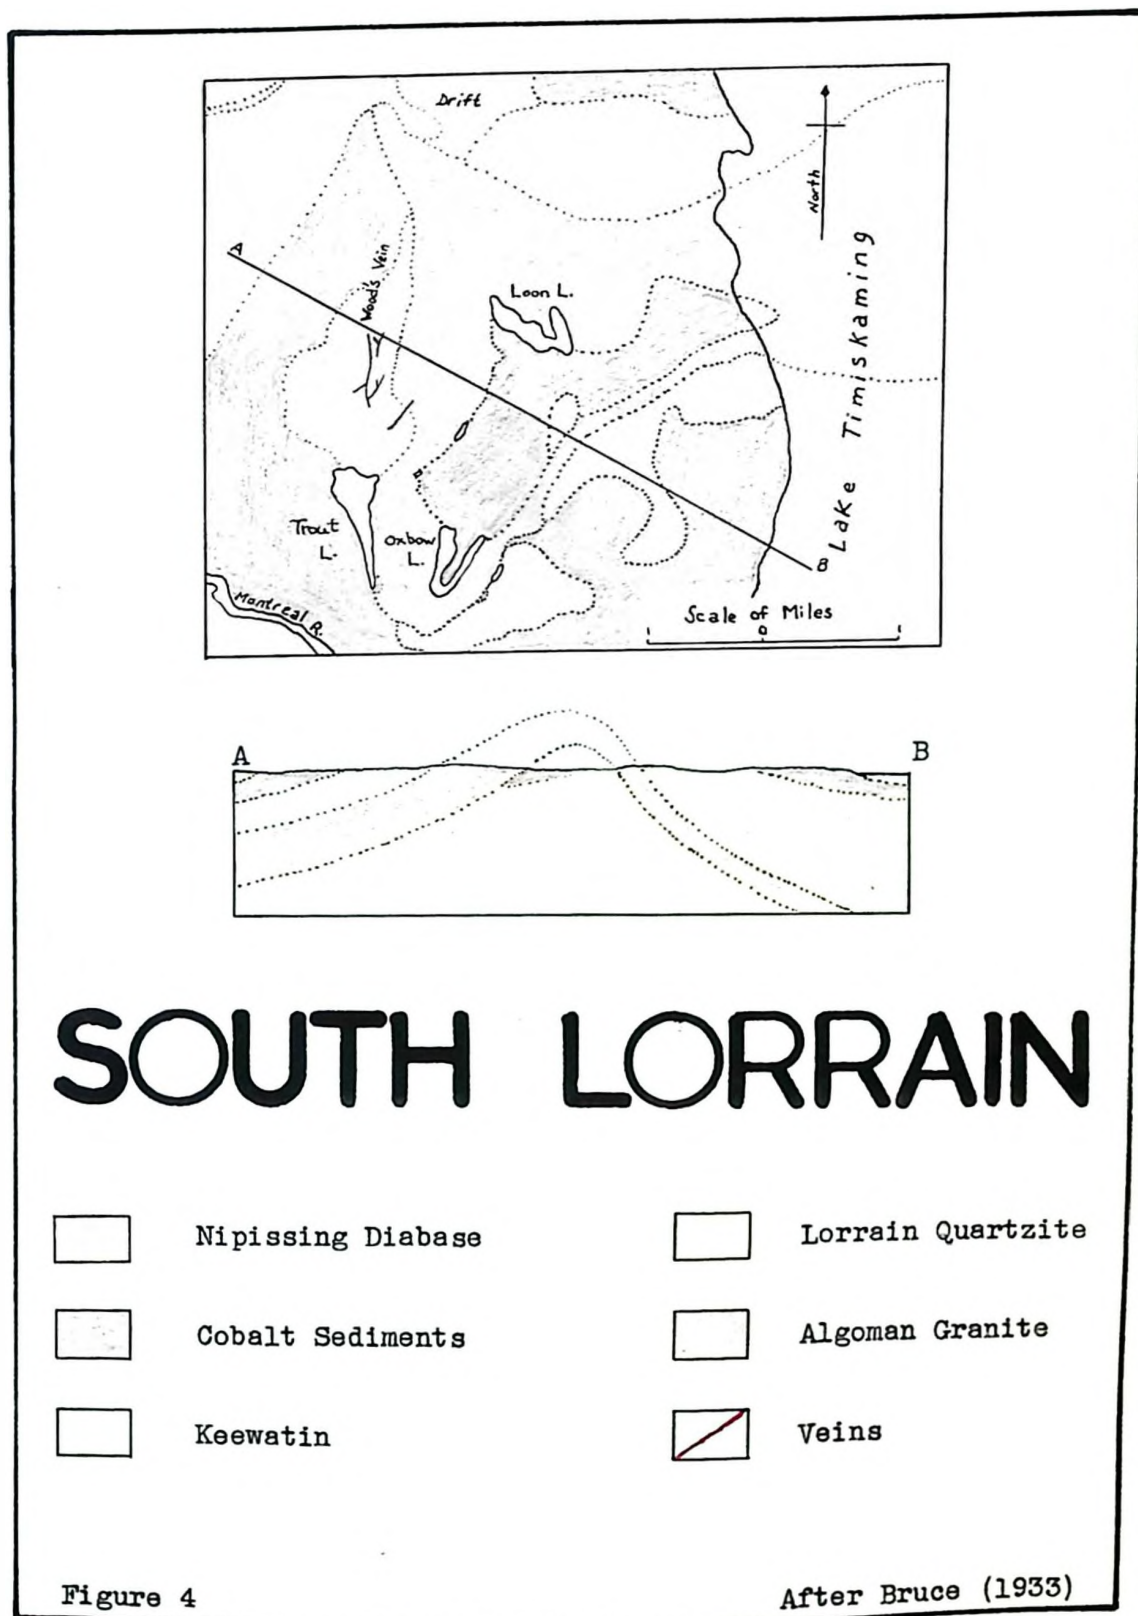 Drift
North
A
Wood's Vein
Loon L.
Lake Timiskaming
Trout
L.
Oxbow
L.
B
Montreal R.
Scale of Miles
0
A
B
SOUTH LORRAIN
Nipissing Diabase
Lorrain Quartzite
Cobalt Sediments
Algoman Granite
Keewatin
Veins
Figure 4
After Bruce (1933)